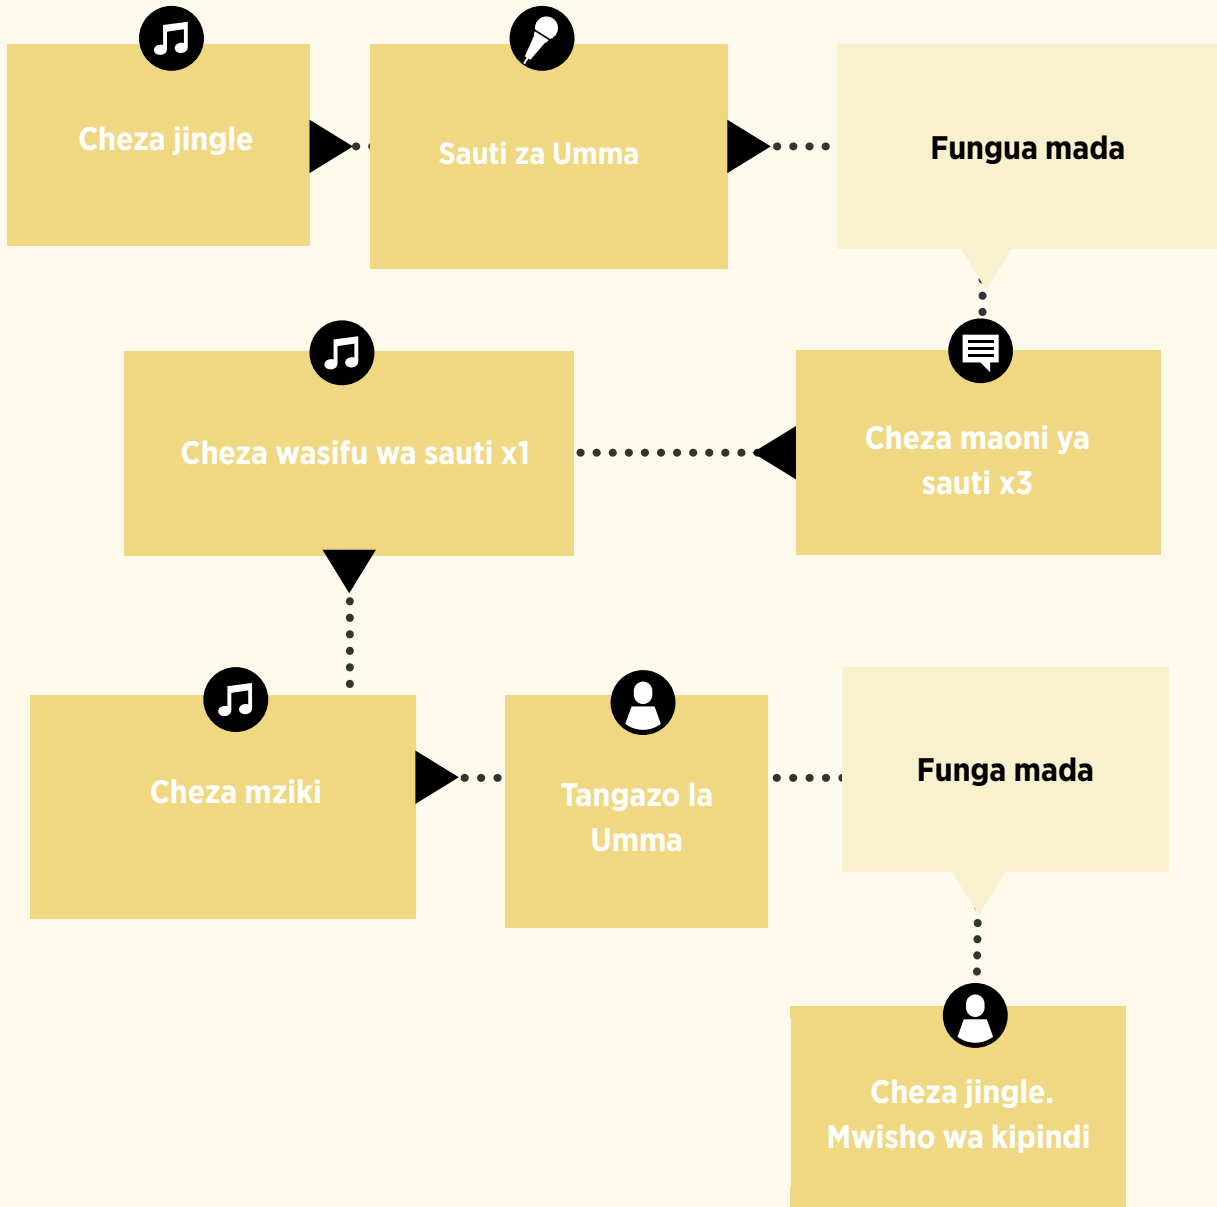 Cheza jingle
Sauti za Umma
Fungua mada
Cheza maoni ya
sauti x3
Cheza wasifu wa sauti x1
Cheza mziki
Tangazo la
Umma
Funga mada
Cheza jingle.
Mwisho wa kipindi